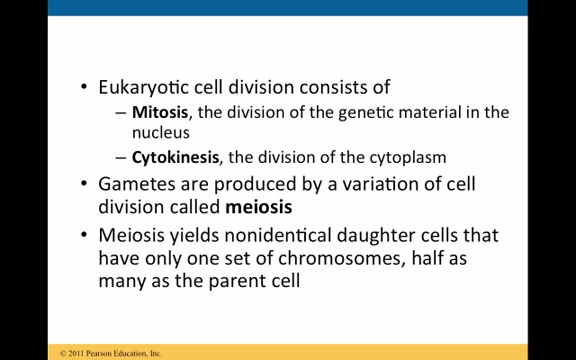 • Eukaryotic cell division consists of
– Mitosis, the division of the genetic material in the
nucleus
– Cytokinesis, the division of the cytoplasm
• Gametes are produced by a variation of cell
division called meiosis
• Meiosis yields nonidentical daughter cells that
have only one set of chromosomes, half as
many as the parent cell
© 2011 Pearson Education, Inc.